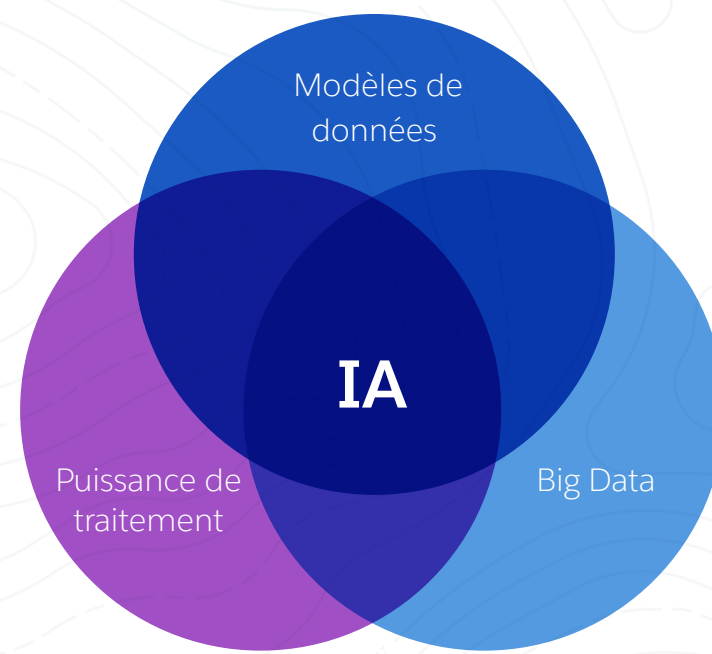 Modèles de
données
IA
Puissance de
traitement
Big Data